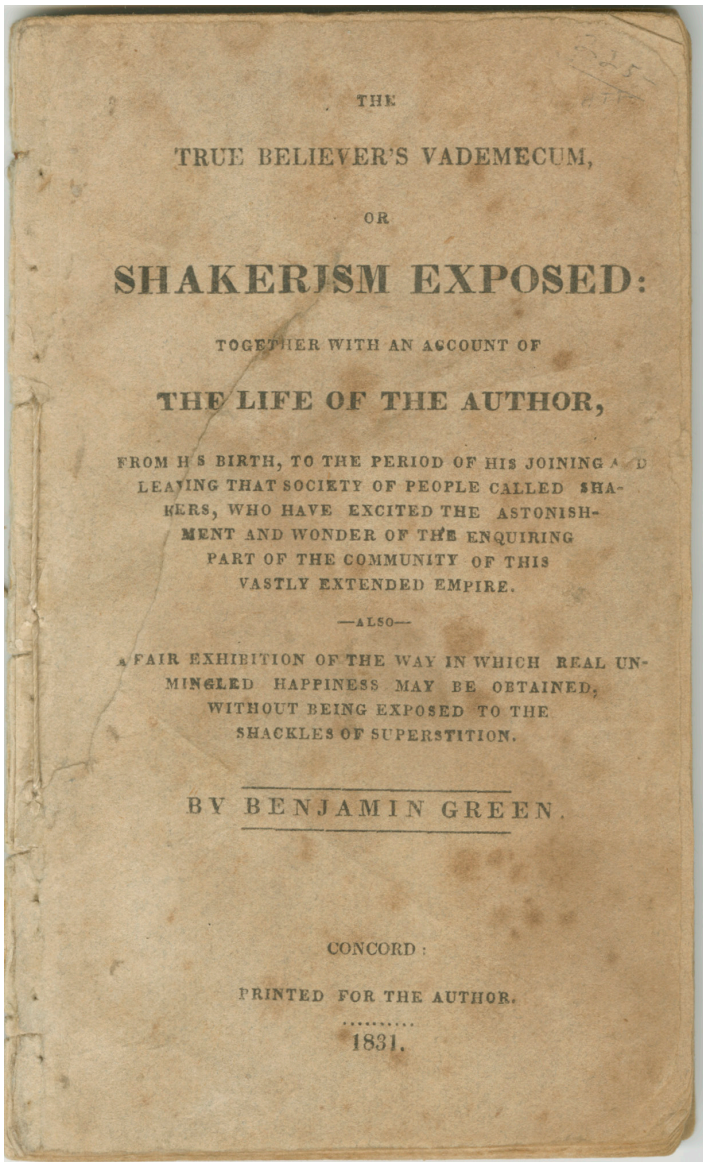 THE
TRUE BELIEVER'S VADEMECUM,
OR
SHAKERISM EXPOSED:
TOGETHER WITH AN ACCOUNT OF
THE LIFE OF THE AUTHOR,
FROM H S BIRTH, TO THE PERIOD OF HIS JOINING A D
LEAVING THAT SOCIETY OF PEOPLE CALLED SHA-
KERS, WHO HAVE EXCITED THE ASTONISH-
MENT AND WONDER OF THE ENQUIRING
PART OF THE COMMUNITY OF THIS
VASTLY EXTENDED EMPIRE.
—ALSO—
A FAIR EXHIBITION OF THE WAY IN WHICH REAL UN-
MINGLED HAPPINESS MAY BE OBTAINED,
WITHOUT BEING EXPOSED TO THE
SHACKLES OF SUPERSTITION.
BY BENJAMIN GREEN.
CONCORD:
PRINTED FOR THE AUTHOR.
..........
1831.